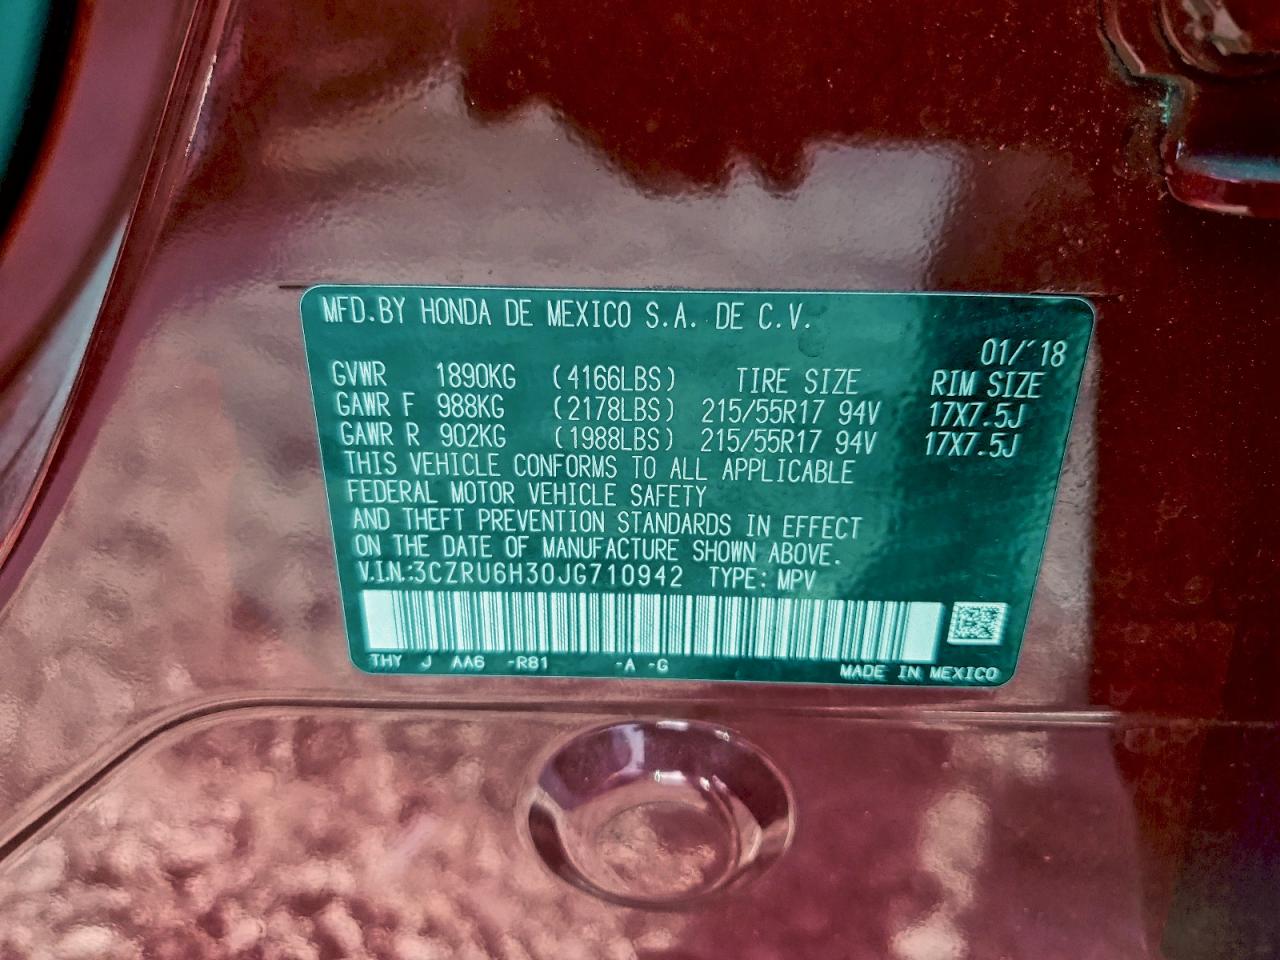 MFD.BY HONDA DE MEXICO S.A. DE C.V.
01/´18
GVWR 1890KG (4166LBS) TIRE SIZE RIM SIZE
GAWR F 988KG (2178LBS) 215/55R17 94V 17X7.5J
GAWR R 902KG (1988LBS) 215/55R17 94V 17X7.5J
THIS VEHICLE CONFORMS TO ALL APPLICABLE
FEDERAL MOTOR VEHICLE SAFETY
AND THEFT PREVENTION STANDARDS IN EFFECT
ON THE DATE OF MANUFACTURE SHOWN ABOVE.
V.I.N.:3CZRU6H30JG710942 TYPE: MPV
THY J AA6 -R81 -A -G MADE IN MEXICO